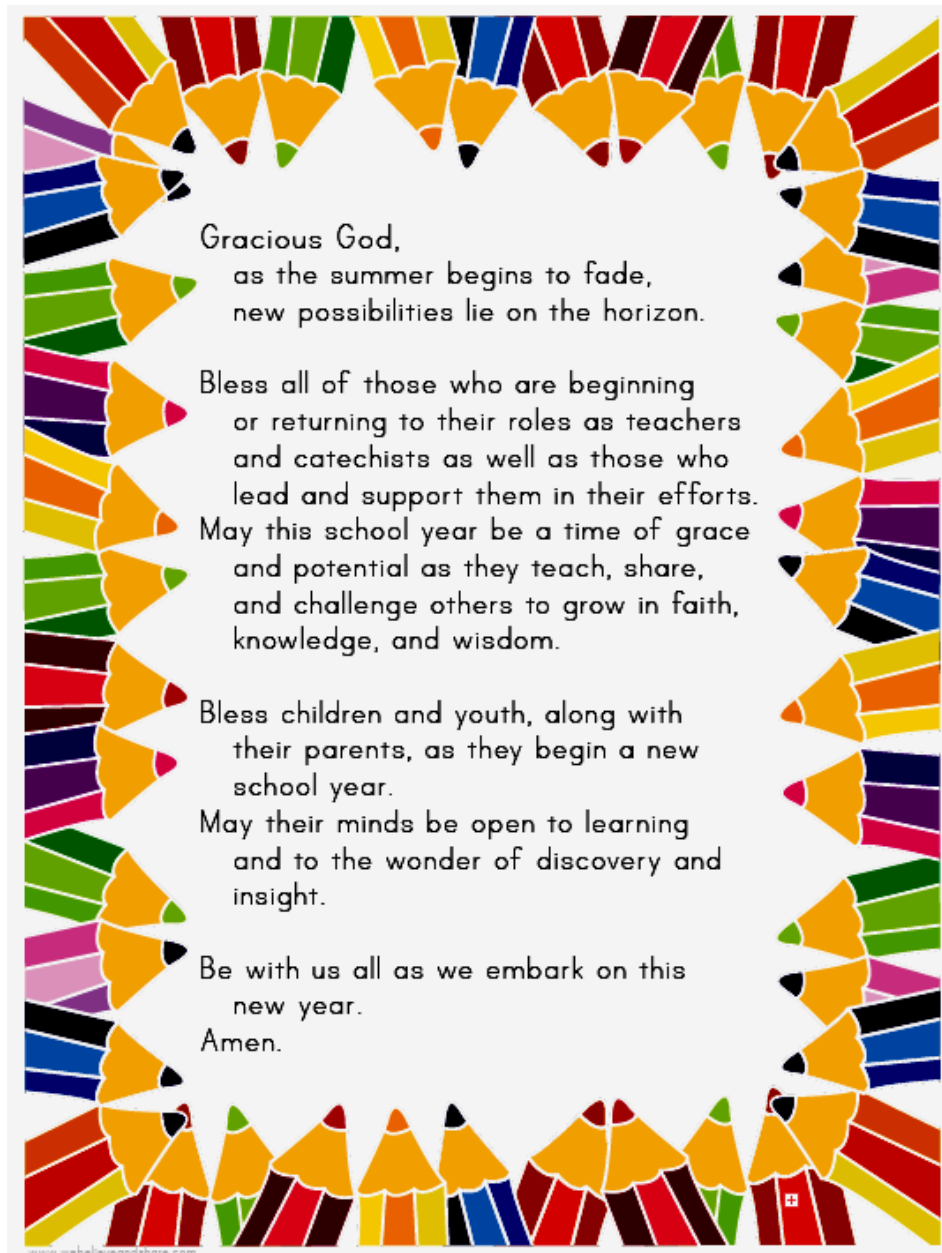 Gracious God,
as the summer begins to fade,
new possibilities lie on the horizon.
Bless all of those who are beginning
or returning to their roles as teachers
and catechists as well as those who
lead and support them in their efforts.
May this school year be a time of grace
and potential as they teach, share,
and challenge others to grow in faith,
knowledge, and wisdom.
Bless children and youth, along with
their parents, as they begin a new
school year.
May their minds be open to learning
and to the wonder of discovery and
insight.
Be with us all as we embark on this
new year.
Amen.